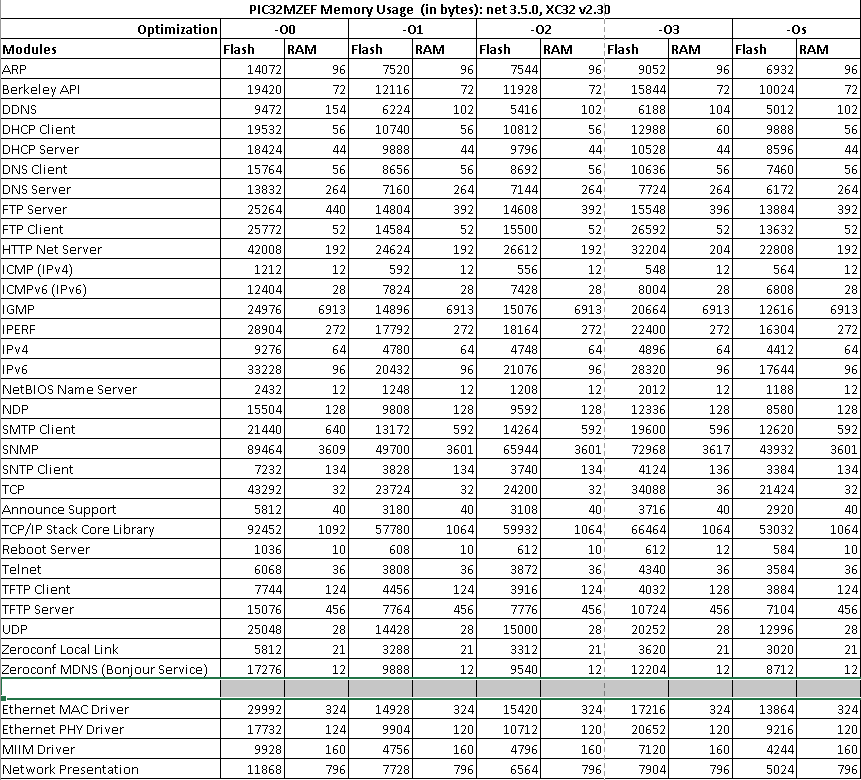 PIC32MZEF Memory Usage (in bytes): net 3.5.0, XC32 v2.30
Optimization -O0 -O1 -O2 -O3 -Os
Modules Flash RAM Flash RAM Flash RAM Flash RAM Flash RAM
ARP 14072 96 7520 96 7544 96 9052 96 6932 96
Berkeley API 19420 72 12116 72 11928 72 15844 72 10024 72
DDNS 9472 154 6224 102 5416 102 6188 104 5012 102
DHCP Client 19532 56 10740 56 10812 56 12988 60 9888 56
DHCP Server 18424 44 9888 44 9796 44 10528 44 8596 44
DNS Client 15764 56 8656 56 8692 56 10636 56 7460 56
DNS Server 13832 264 7160 264 7144 264 7724 264 6172 264
FTP Server 25264 440 14804 392 14608 392 15548 396 13884 392
FTP Client 25772 52 14584 52 15500 52 26592 52 13632 52
HTTP Net Server 42008 192 24624 192 26612 192 32204 204 22808 192
ICMP (IPv4) 1212 12 592 12 556 12 548 12 564 12
ICMPv6 (IPv6) 12404 28 7824 28 7428 28 8004 28 6808 28
IGMP 24976 6913 14896 6913 15076 6913 20664 6913 12616 6913
IPERF 28904 272 17792 272 18164 272 22400 272 16304 272
IPv4 9276 64 4780 64 4748 64 4896 64 4412 64
IPv6 33228 96 20432 96 21076 96 28320 96 17644 96
NetBIOS Name Server 2432 12 1248 12 1208 12 2012 12 1188 12
NDP 15504 128 9808 128 9592 128 12336 128 8580 128
SMTP Client 21440 640 13172 592 14264 592 19600 596 12620 592
SNMP 89464 3609 49700 3601 65944 3601 72968 3617 43932 3601
SNTP Client 7232 134 3828 134 3740 134 4124 136 3384 134
TCP 43292 32 23724 32 24200 32 34088 36 21424 32
Announce Support 5812 40 3180 40 3108 40 3716 40 2920 40
TCP/IP Stack Core Library 92452 1092 57780 1064 59932 1064 66464 1064 53032 1064
Reboot Server 1036 10 608 10 612 10 612 12 584 10
Telnet 6068 36 3808 36 3872 36 4340 36 3584 36
TFTP Client 7744 124 4456 124 3916 124 4032 128 3884 124
TFTP Server 15076 456 7764 456 7776 456 10724 456 7104 456
UDP 25048 28 14428 28 15000 28 20252 28 12996 28
Zeroconf Local Link 5812 21 3288 21 3312 21 3620 21 3020 21
Zeroconf MDNS (Bonjour Service) 17276 12 9888 12 9540 12 12204 12 8712 12
Ethernet MAC Driver 29992 324 14928 324 15420 324 17216 324 13864 324
Ethernet PHY Driver 17732 124 9904 120 10712 120 20652 120 9216 120
MIIM Driver 9928 160 4756 160 4796 160 7120 160 4244 160
Network Presentation 11868 796 7728 796 6564 796 7904 796 5024 796